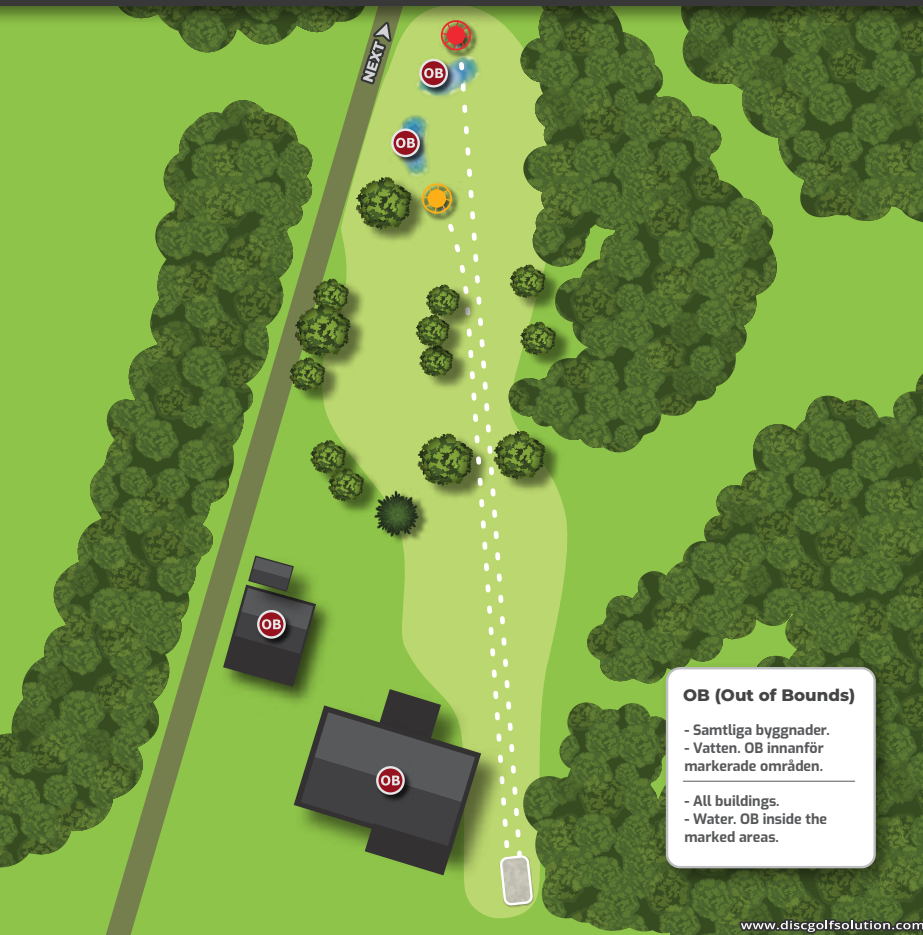 NEXT
OB
OB
OB
OB
OB (Out of Bounds)
- Samtliga byggnader.
- Vatten. OB innanför
markerade områden.
- All buildings.
- Water. OB inside the
marked areas.
www.discgolfsolution.com